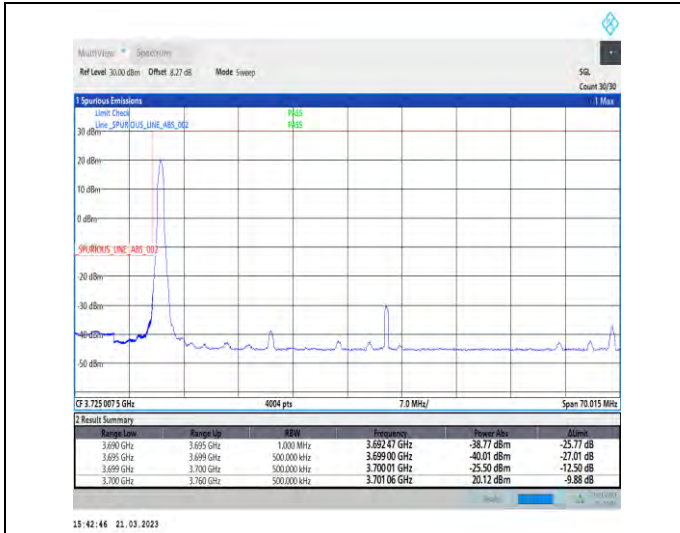 MultiView Spectrum
Ref Level 30.00 dBm Offset 8.27 dB Mode Sweep SGL
Count 30/30
1 Spurious Emissions 1 Max
Limit Check PASS
Line _SPURIOUS_LINE_ABS_002 PASS
30 dBm
20 dBm
10 dBm
0 dBm
_SPURIOUS_LINE_ABS_002
-20 dBm
-30 dBm
-40 dBm
-50 dBm
CF 3.725 007 5 GHz 4004 pts 7.0 MHz/ Span 70.015 MHz
2 Result Summary
Range Low Range Up RBW Frequency Power Abs ΔLimit
3.690 GHz 3.695 GHz 1.000 MHz 3.692 47 GHz -38.77 dBm -25.77 dB
3.695 GHz 3.699 GHz 500.000 kHz 3.699 00 GHz -40.01 dBm -27.01 dB
3.699 GHz 3.700 GHz 500.000 kHz 3.700 01 GHz -25.50 dBm -12.50 dB
3.700 GHz 3.760 GHz 500.000 kHz 3.701 06 GHz 20.12 dBm -9.88 dB
15:42:46 21.03.2023